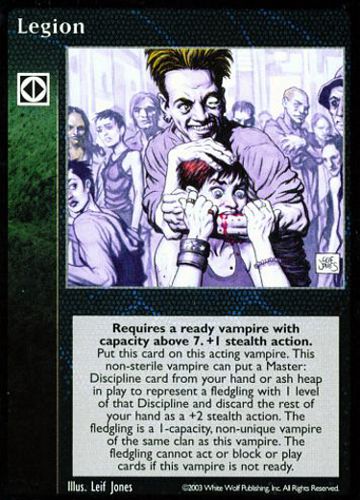 Legion
LEIF
JONES
Requires a ready vampire with
capacity above 7. +1 stealth action.
Put this card on this acting vampire. This
non-sterile vampire can put a Master:
Discipline card from your hand or ash heap
in play to represent a fledgling with 1 level
of that Discipline and discard the rest of
your hand as a +2 stealth action. The
fledgling is a 1-capacity, non-unique vampire
of the same clan as this vampire. The
fledgling cannot act or block or play
cards if this vampire is not ready.
Illus. Leif Jones ©2003 White Wolf Publishing, Inc. All Rights Reserved.